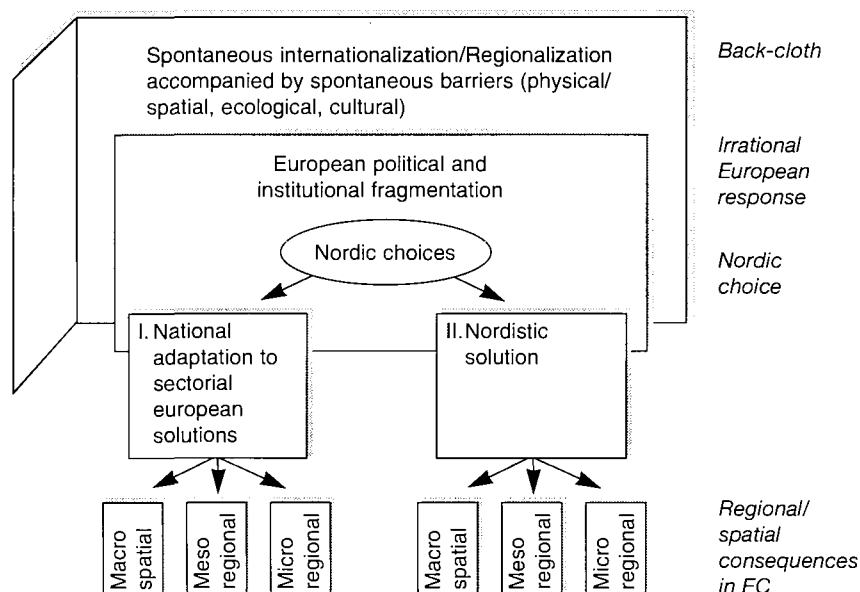 Spontaneous internationalization/Regionalization
accompanied by spontaneous barriers (physical/
spatial, ecological, cultural)
Back-cloth
European political and
institutional fragmentation
Irrational
European
response
Nordic choices
Nordic
choice
I. National
adaptation to
sectorial
european
solutions
II. Nordistic
solution
Macro
spatial
Meso
regional
Micro
regional
Macro
spatial
Meso
regional
Micro
regional
Regional/
spatial
consequences
in